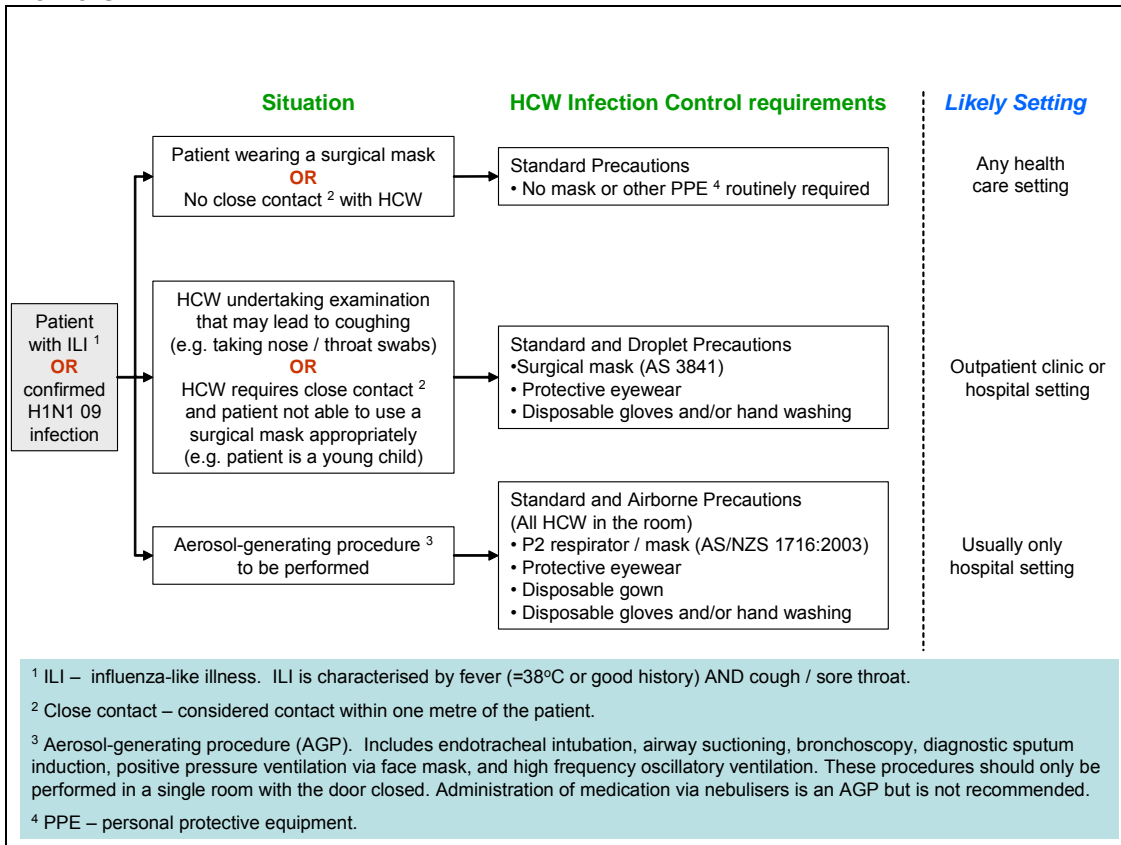 Situation
HCW Infection Control requirements
Likely Setting
Patient with ILI ¹
OR
confirmed
H1N1 09
infection
Patient wearing a surgical mask
OR
No close contact ² with HCW
Standard Precautions
• No mask or other PPE ⁴ routinely required
Any health
care setting
HCW undertaking examination
that may lead to coughing
(e.g. taking nose / throat swabs)
OR
HCW requires close contact ²
and patient not able to use a
surgical mask appropriately
(e.g. patient is a young child)
Standard and Droplet Precautions
•Surgical mask (AS 3841)
• Protective eyewear
• Disposable gloves and/or hand washing
Outpatient clinic or
hospital setting
Aerosol-generating procedure ³
to be performed
Standard and Airborne Precautions
(All HCW in the room)
• P2 respirator / mask (AS/NZS 1716:2003)
• Protective eyewear
• Disposable gown
• Disposable gloves and/or hand washing
Usually only
hospital setting
¹ ILI – influenza-like illness. ILI is characterised by fever (=38ºC or good history) AND cough / sore throat.
² Close contact – considered contact within one metre of the patient.
³ Aerosol-generating procedure (AGP). Includes endotracheal intubation, airway suctioning, bronchoscopy, diagnostic sputum
induction, positive pressure ventilation via face mask, and high frequency oscillatory ventilation. These procedures should only be
performed in a single room with the door closed. Administration of medication via nebulisers is an AGP but is not recommended.
⁴ PPE – personal protective equipment.